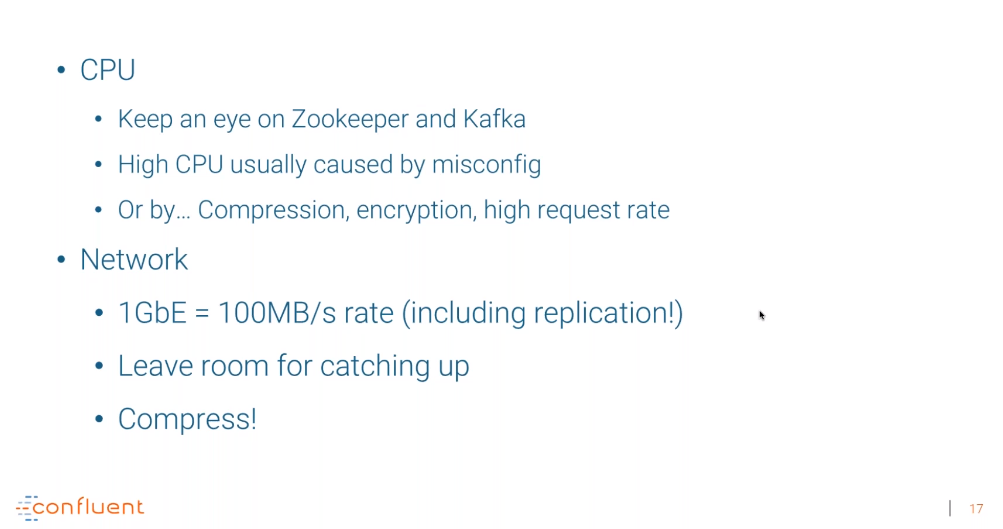 • CPU
• Keep an eye on Zookeeper and Kafka
• High CPU usually caused by misconfig
• Or by... Compression, encryption, high request rate
• Network
• 1GbE = 100MB/s rate (including replication!)
• Leave room for catching up
• Compress!
confluent
| 17